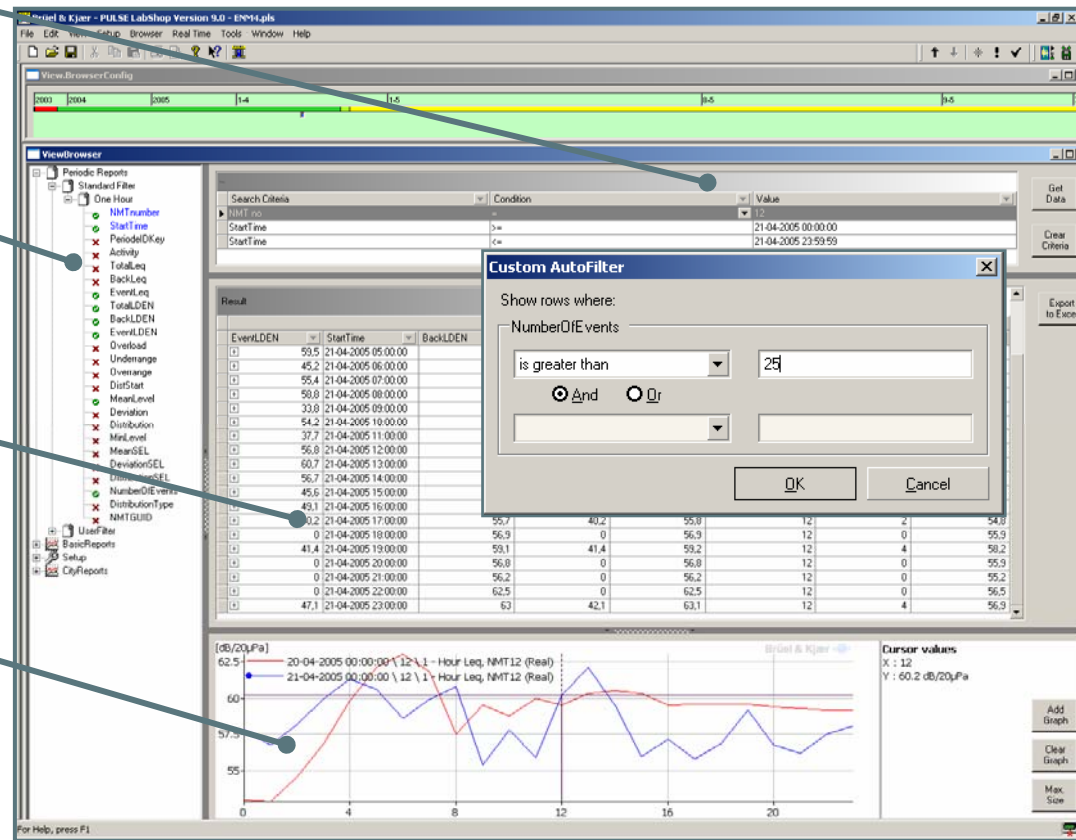 Brüel & Kjær - PULSE LabShop Version 9.0 - ENM4.pls
File Edit View Setup Browser Real Time Tools Window Help
View.BrowserConfig
2003 2004 2005 1-4 1-5 8-5 9-5
ViewBrowser
Periodic Reports
Standard Filter
One Hour
NMTnumber
StartTime
PeriodeIDKey
Activity
TotalLeq
BackLeq
EventLeq
TotalLDEN
BackLDEN
EventLDEN
Overload
Underrange
Overrange
DistStart
MeanLevel
Deviation
Distribution
MinLevel
MeanSEL
DeviationSEL
DistributionSEL
NumberOfEvents
DistributionType
NMTGUID
UserFilter
BasicReports
Setup
CityReports
Search Criteria Condition Value
NMT no = 12
StartTime >= 21-04-2005 00:00:00
StartTime <= 21-04-2005 23:59:59
Get Data
Crear Criteria
Result
Export to Excel
EventLDEN StartTime BackLDEN
59,5 21-04-2005 05:00:00
45,2 21-04-2005 06:00:00
55,4 21-04-2005 07:00:00
58,8 21-04-2005 08:00:00
33,8 21-04-2005 09:00:00
54,2 21-04-2005 10:00:00
37,7 21-04-2005 11:00:00
56,8 21-04-2005 12:00:00
60,7 21-04-2005 13:00:00
56,7 21-04-2005 14:00:00
45,6 21-04-2005 15:00:00
49,1 21-04-2005 16:00:00
0,2 21-04-2005 17:00:00 55,7 40,2 55,8 12 2 54,8
0 21-04-2005 18:00:00 56,9 0 56,9 12 0 55,9
41,4 21-04-2005 19:00:00 59,1 41,4 59,2 12 4 58,2
0 21-04-2005 20:00:00 56,8 0 56,8 12 0 55,9
0 21-04-2005 21:00:00 56,2 0 56,2 12 0 55,2
0 21-04-2005 22:00:00 62,5 0 62,5 12 0 56,5
47,1 21-04-2005 23:00:00 63 42,1 63,1 12 4 56,9
Custom AutoFilter
Show rows where:
NumberOfEvents
is greater than 25
And Or
OK Cancel
[dB/20µPa]
Brüel & Kjær
62.5
60
57.5
55
0 4 8 12 16 20
20-04-2005 00:00:00 \ 12 \ 1 - Hour Leq, NMT12 (Real)
21-04-2005 00:00:00 \ 12 \ 1 - Hour Leq, NMT12 (Real)
Cursor values
X : 12
Y : 60.2 dB/20µPa
Add Graph
Clear Graph
Max. Size
For Help, press F1